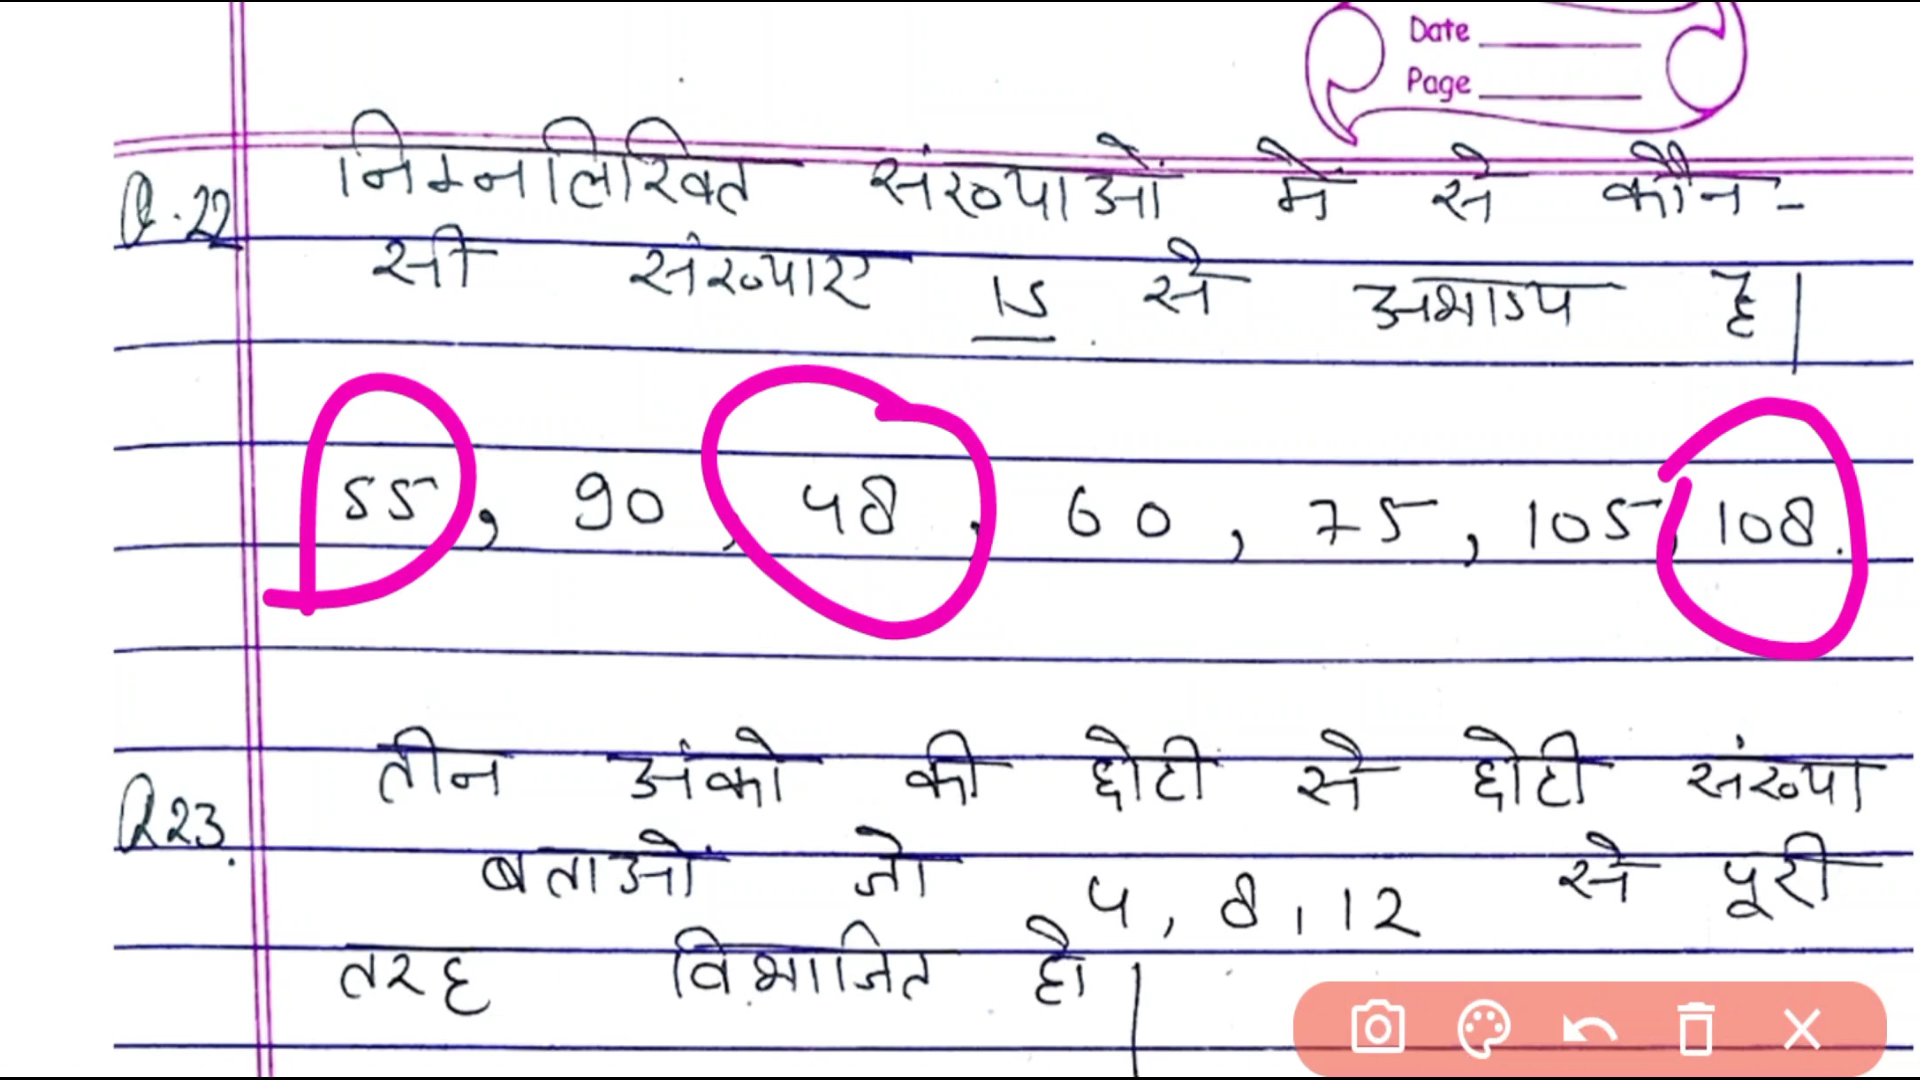 Date
Page
Q.22 निम्नलिखित संख्याओं में से कौन-
सी संख्याए 15 से अभाज्य है।
55, 90, 48, 60, 75, 105, 108.
Q23. तीन अंको की छोटी से छोटी संख्या
बताओं जो 4, 8, 12 से पूरी
तरह विभाजित हो।